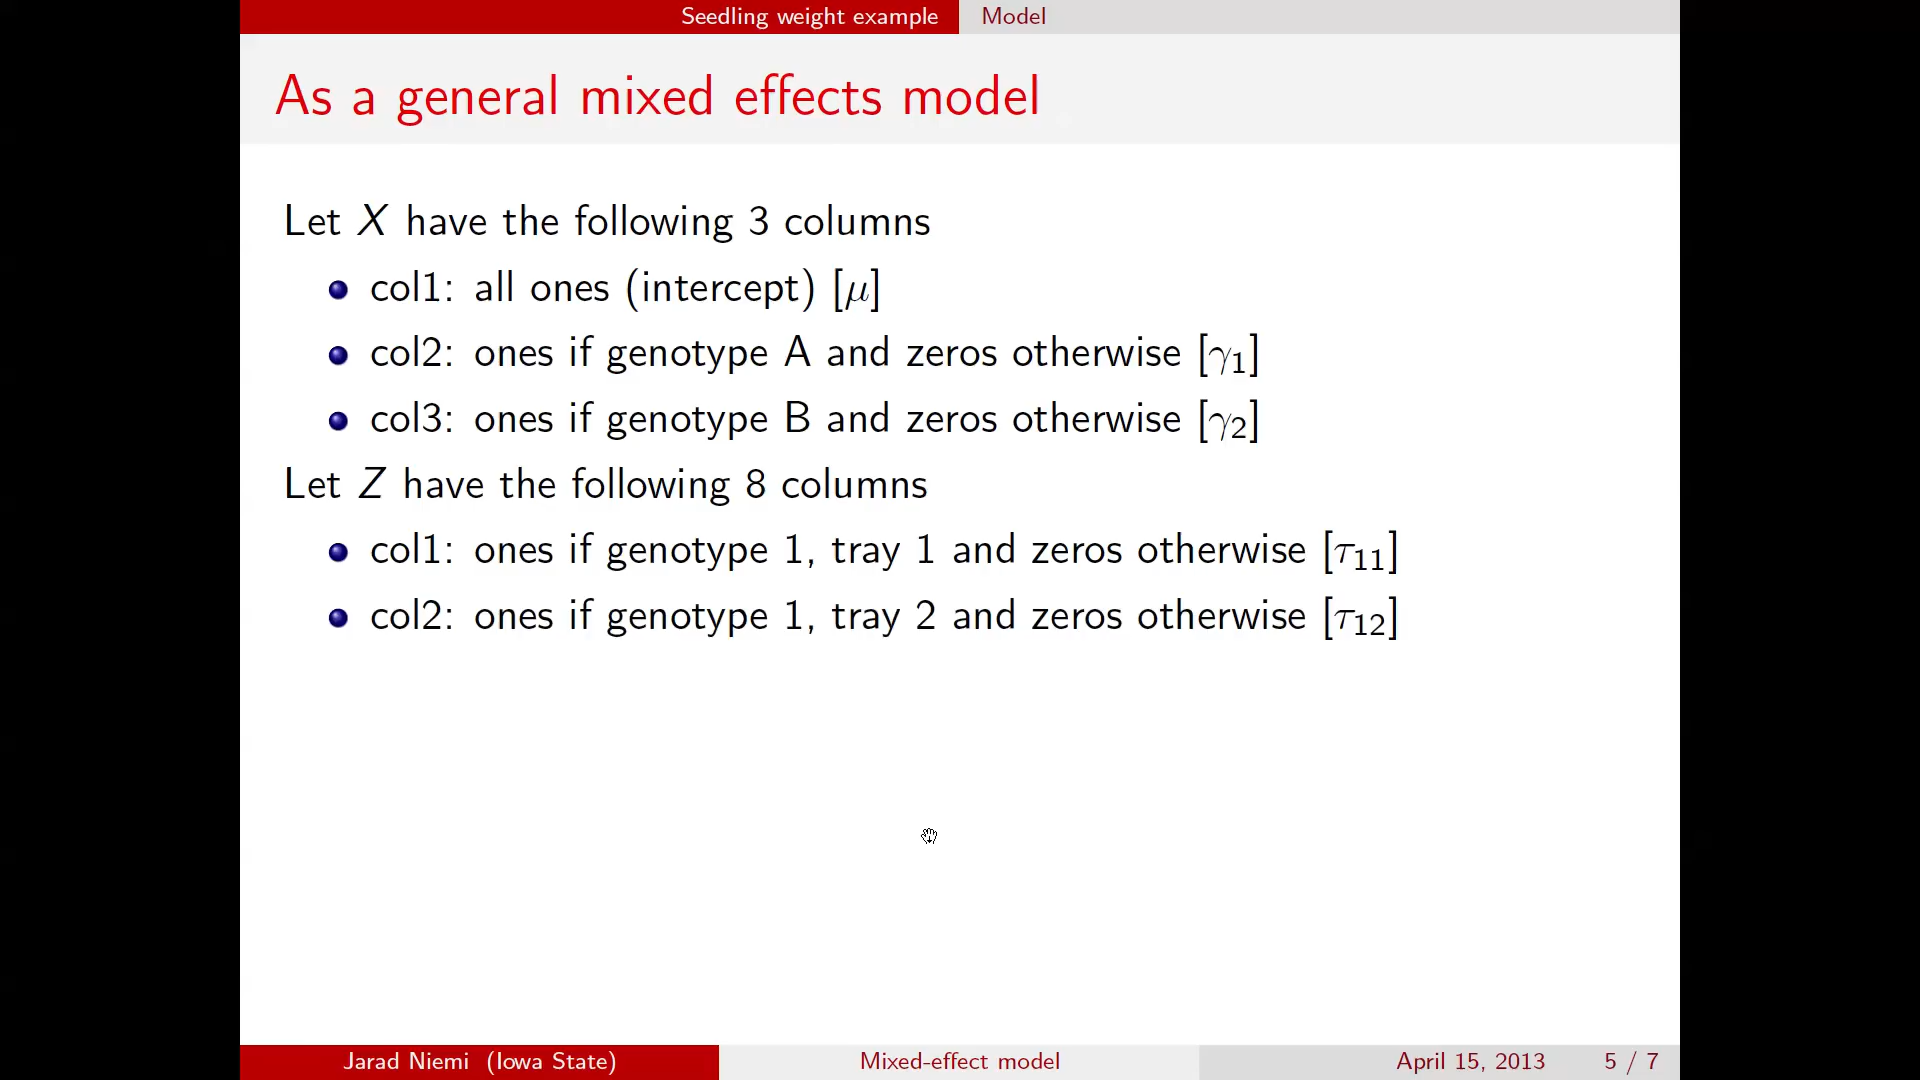 Seedling weight example Model
As a general mixed effects model
Let X have the following 3 columns
col1: all ones (intercept) [μ]
col2: ones if genotype A and zeros otherwise [γ₁]
col3: ones if genotype B and zeros otherwise [γ₂]
Let Z have the following 8 columns
col1: ones if genotype 1, tray 1 and zeros otherwise [τ₁₁]
col2: ones if genotype 1, tray 2 and zeros otherwise [τ₁₂]
Jarad Niemi (Iowa State) Mixed-effect model April 15, 2013 5 / 7